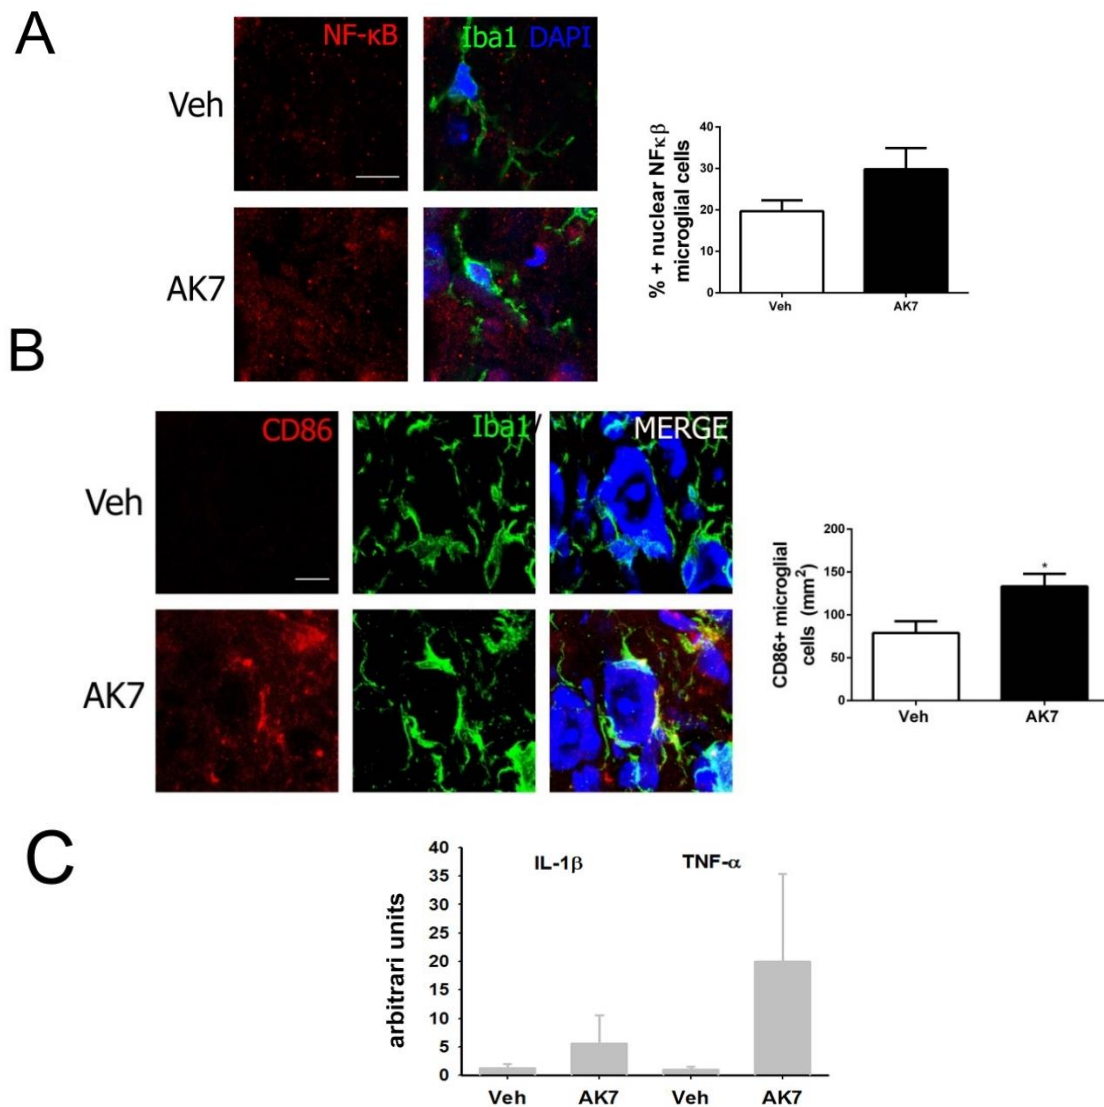 A
NF-κB
Iba1 DAPI
Veh
AK7
% + nuclear NFκβ
microglial cells
40
30
20
10
0
Veh AK7
B
CD86
Iba1/
MERGE
Veh
AK7
CD86+ microglial
cells (mm²)
200
150
100
50
0
*
Veh AK7
C
arbitrari units
40
35
30
25
20
15
10
5
0
IL-1β TNF-α
Veh AK7 Veh AK7